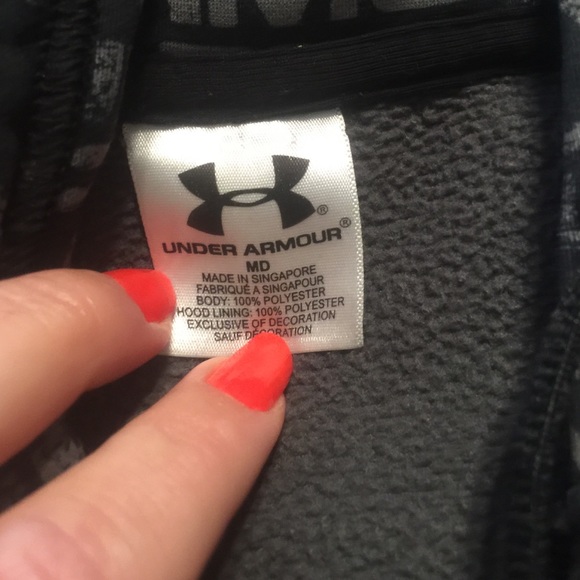 UNDER ARMOUR®
MD
MADE IN SINGAPORE
FABRIQUÉ A SINGAPOUR
BODY: 100% POLYESTER
HOOD LINING: 100% POLYESTER
EXCLUSIVE OF DECORATION
SAUF DÉCORATION